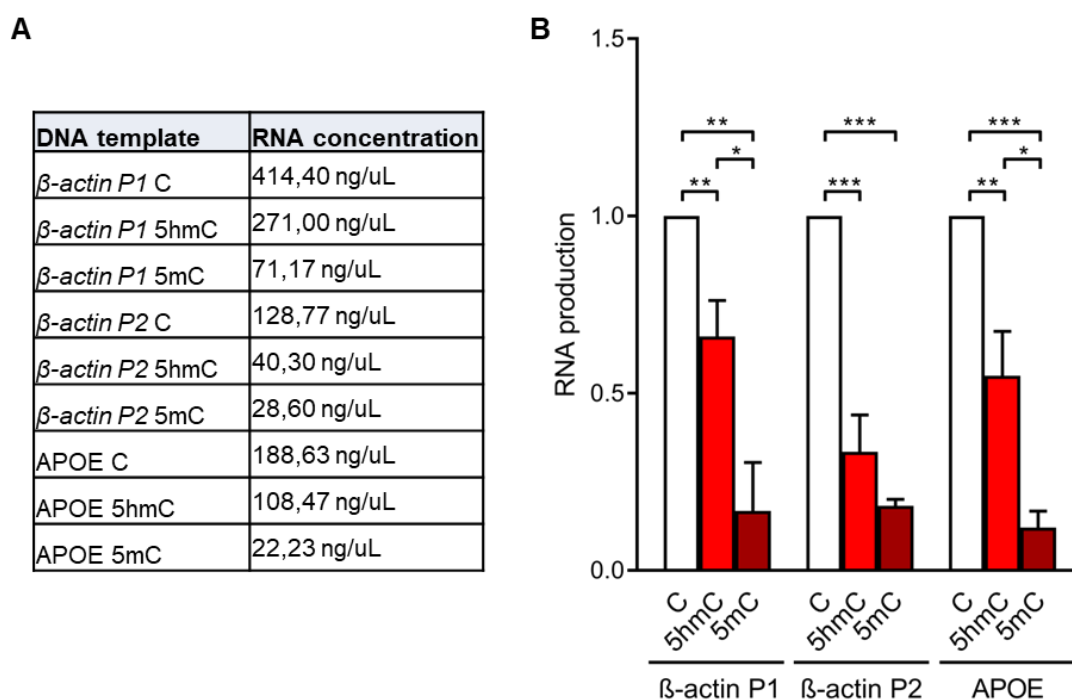 A
DNA template RNA concentration
β-actin P1 C 414,40 ng/uL
β-actin P1 5hmC 271,00 ng/uL
β-actin P1 5mC 71,17 ng/uL
β-actin P2 C 128,77 ng/uL
β-actin P2 5hmC 40,30 ng/uL
β-actin P2 5mC 28,60 ng/uL
APOE C 188,63 ng/uL
APOE 5hmC 108,47 ng/uL
APOE 5mC 22,23 ng/uL
B
RNA production
1.5
1.0
0.5
0.0
** *** ***
* *
** *** **
C 5hmC 5mC C 5hmC 5mC C 5hmC 5mC
ß-actin P1 ß-actin P2 APOE